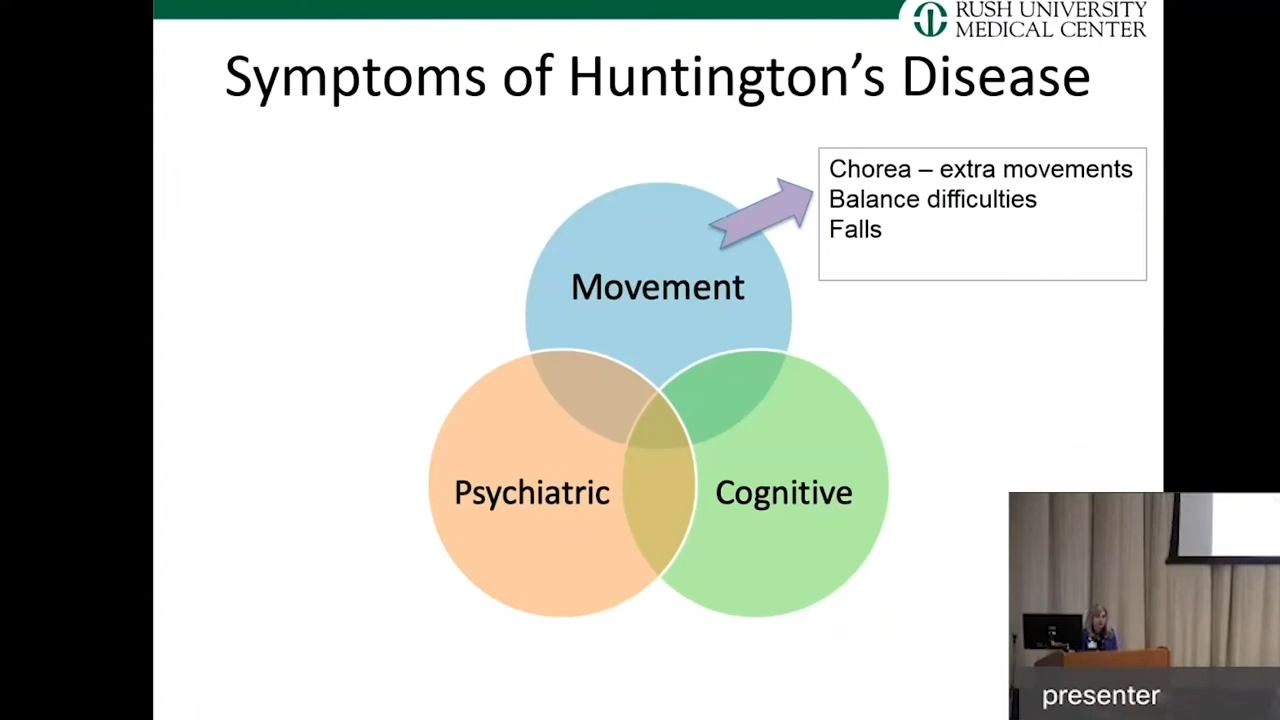 RUSH UNIVERSITY
MEDICAL CENTER
Symptoms of Huntington’s Disease
Chorea – extra movements
Balance difficulties
Falls
Movement
Psychiatric
Cognitive
presenter